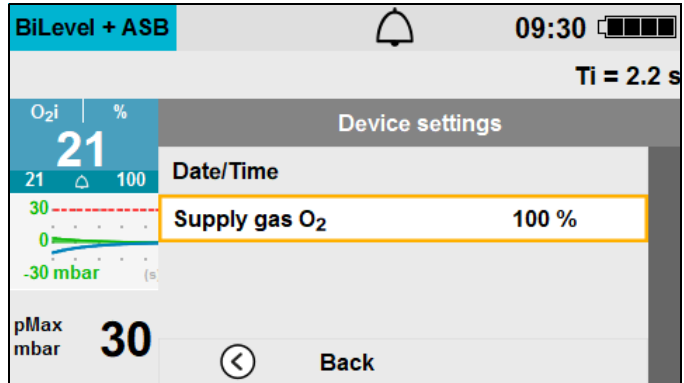 BiLevel + ASB 09:30
Ti = 2.2 s
O₂i %
21
21 100
Device settings
Date/Time
Supply gas O₂ 100 %
30
0
-30 mbar (s
pMax
mbar 30
Back